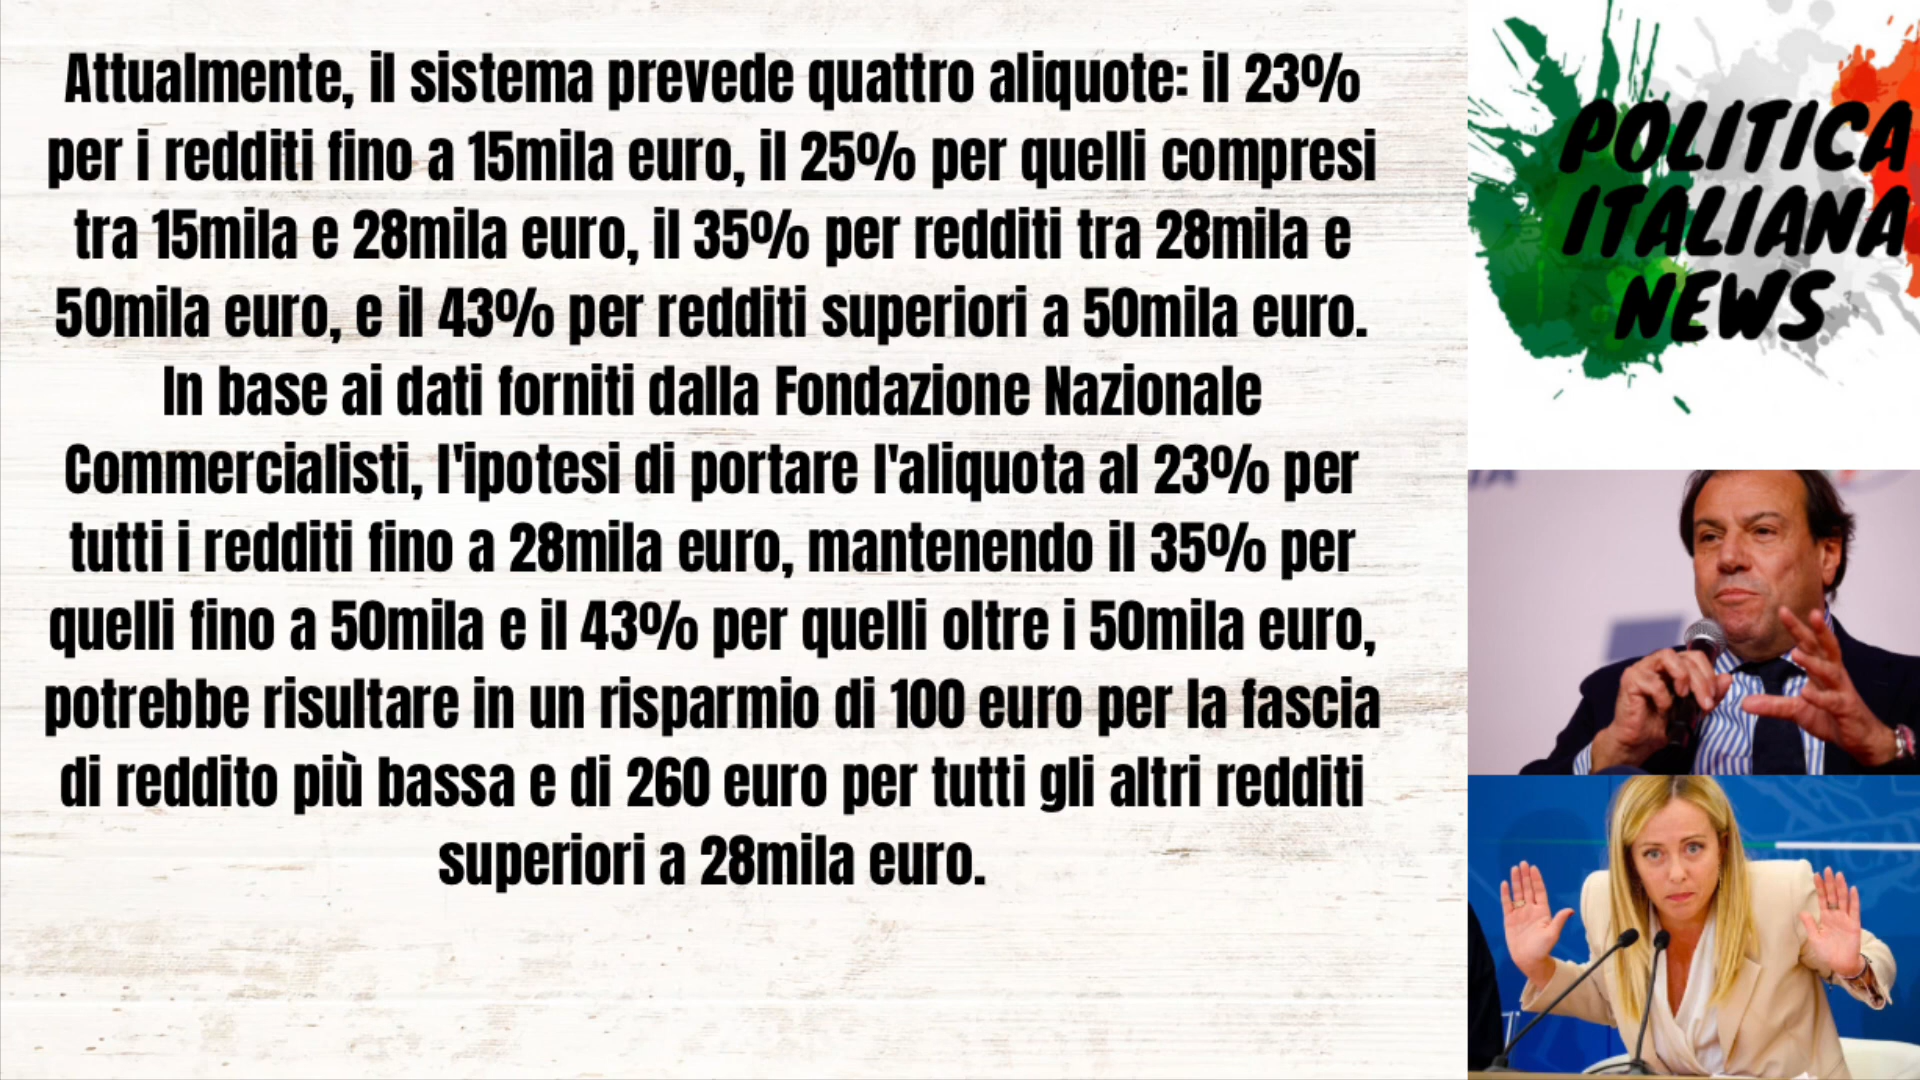 Attualmente, il sistema prevede quattro aliquote: il 23%
per i redditi fino a 15mila euro, il 25% per quelli compresi
tra 15mila e 28mila euro, il 35% per redditi tra 28mila e
50mila euro, e il 43% per redditi superiori a 50mila euro.
In base ai dati forniti dalla Fondazione Nazionale
Commercialisti, l'ipotesi di portare l'aliquota al 23% per
tutti i redditi fino a 28mila euro, mantenendo il 35% per
quelli fino a 50mila e il 43% per quelli oltre i 50mila euro,
potrebbe risultare in un risparmio di 100 euro per la fascia
di reddito più bassa e di 260 euro per tutti gli altri redditi
superiori a 28mila euro.
POLITICA
ITALIANA
NEWS